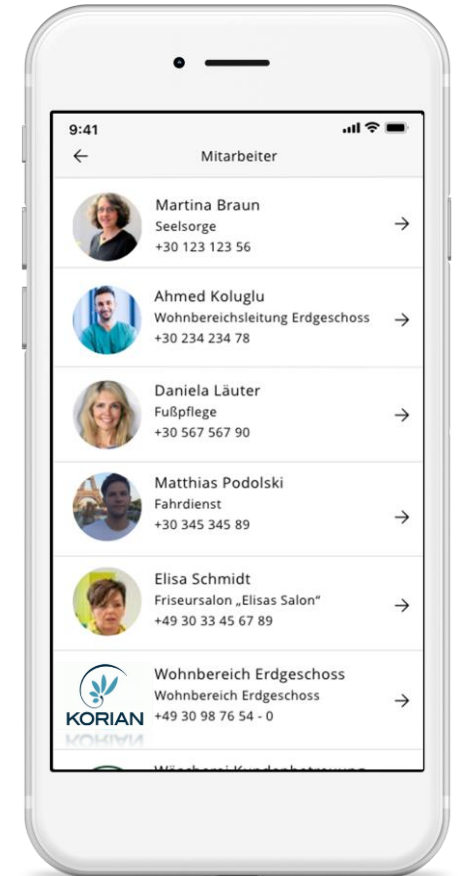 9:41
Mitarbeiter
Martina Braun
Seelsorge
+30 123 123 56
Ahmed Koluglu
Wohnbereichsleitung Erdgeschoss
+30 234 234 78
Daniela Läuter
Fußpflege
+30 567 567 90
Matthias Podolski
Fahrdienst
+30 345 345 89
Elisa Schmidt
Friseursalon „Elisas Salon“
+49 30 33 45 67 89
KORIAN
Wohnbereich Erdgeschoss
Wohnbereich Erdgeschoss
+49 30 98 76 54 - 0
Wäscherei Kundenbetreuung